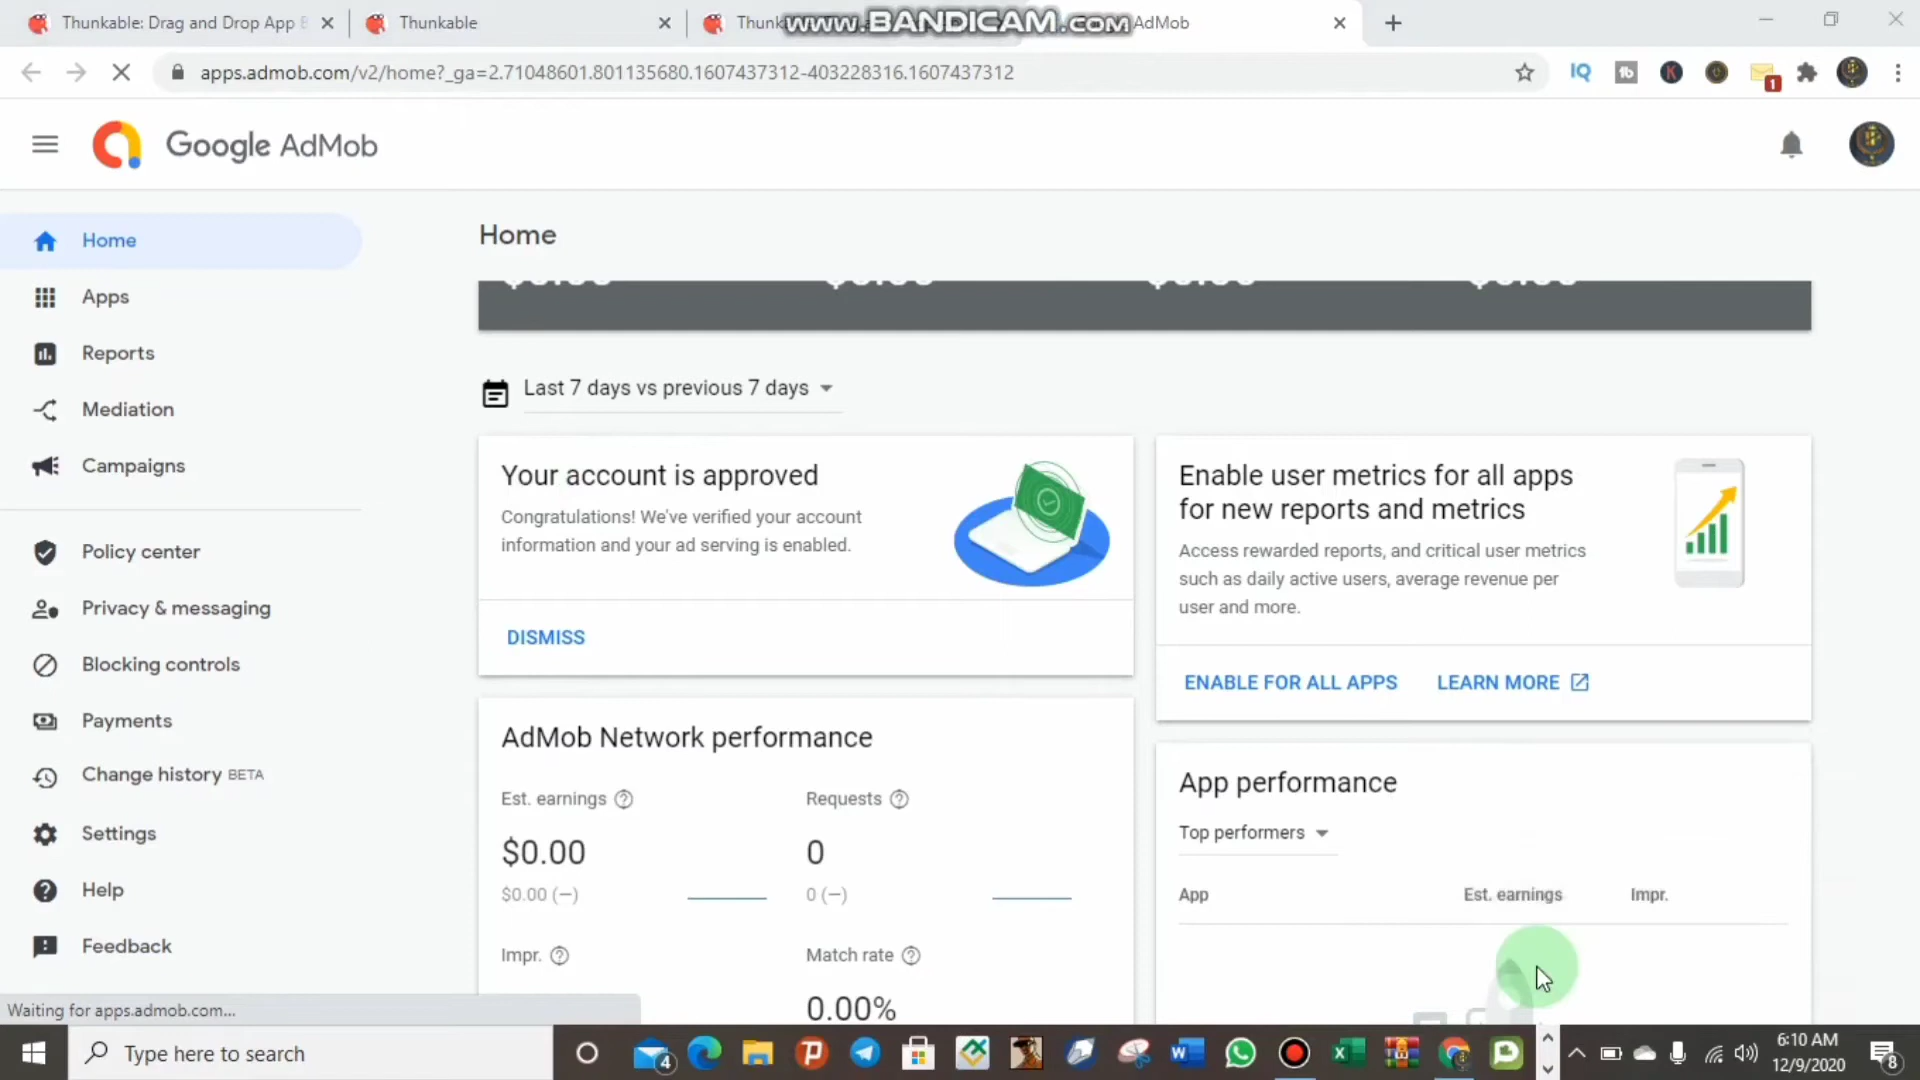 Thunkable: Drag and Drop App B
Thunkable
Thunk
www.BANDICAM.com
AdMob
apps.admob.com/v2/home?_ga=2.71048601.801135680.1607437312-403228316.1607437312
1
Google AdMob
Home
Apps
Reports
Mediation
Campaigns
Policy center
Privacy & messaging
Blocking controls
Payments
Change history BETA
Settings
Help
Feedback
Home
Last 7 days vs previous 7 days
Your account is approved
Congratulations! We've verified your account
information and your ad serving is enabled.
DISMISS
Enable user metrics for all apps
for new reports and metrics
Access rewarded reports, and critical user metrics
such as daily active users, average revenue per
user and more.
ENABLE FOR ALL APPS LEARN MORE
AdMob Network performance
Est. earnings Requests
$0.00 0
$0.00 (—) 0 (—)
Impr. Match rate
0.00%
App performance
Top performers
App Est. earnings Impr.
Waiting for apps.admob.com...
Type here to search
4
6:10 AM
12/9/2020
8